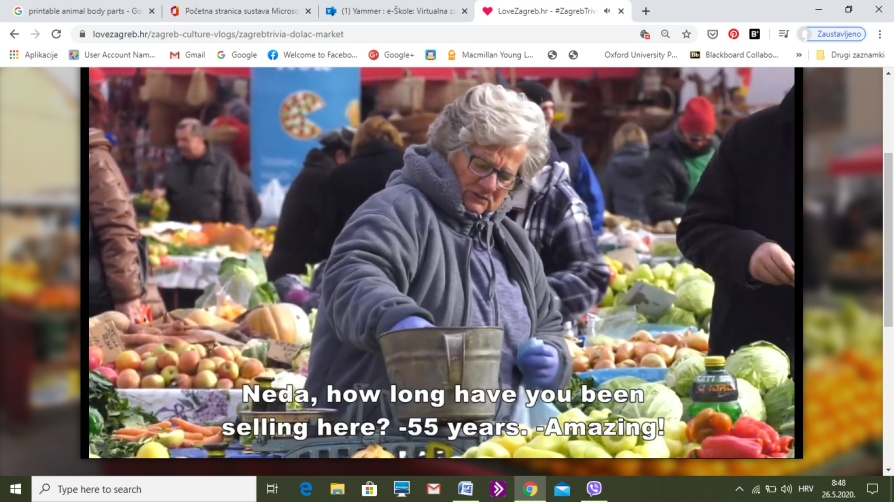 printable animal body parts - Go
Početna stranica sustava Microso
(1) Yammer : e-Škole: Virtualna za
LoveZagreb.hr - #ZagrebTriv
lovezagreb.hr/zagreb-culture-vlogs/zagrebtrivia-dolac-market
Zaustavljeno
Aplikacije
User Account Nam...
Gmail
Google
Welcome to Facebo...
Google+
Macmillan Young L...
Oxford University P...
Blackboard Collabo...
Drugi zaznamki
Neda, how long have you been
selling here? -55 years. -Amazing!
Type here to search
HRV
8:48
26.5.2020.